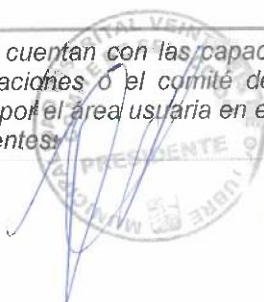 cuentan con las capac
aciones o el comité de
por el área usuaria en e
entes:
PRESIDENTE